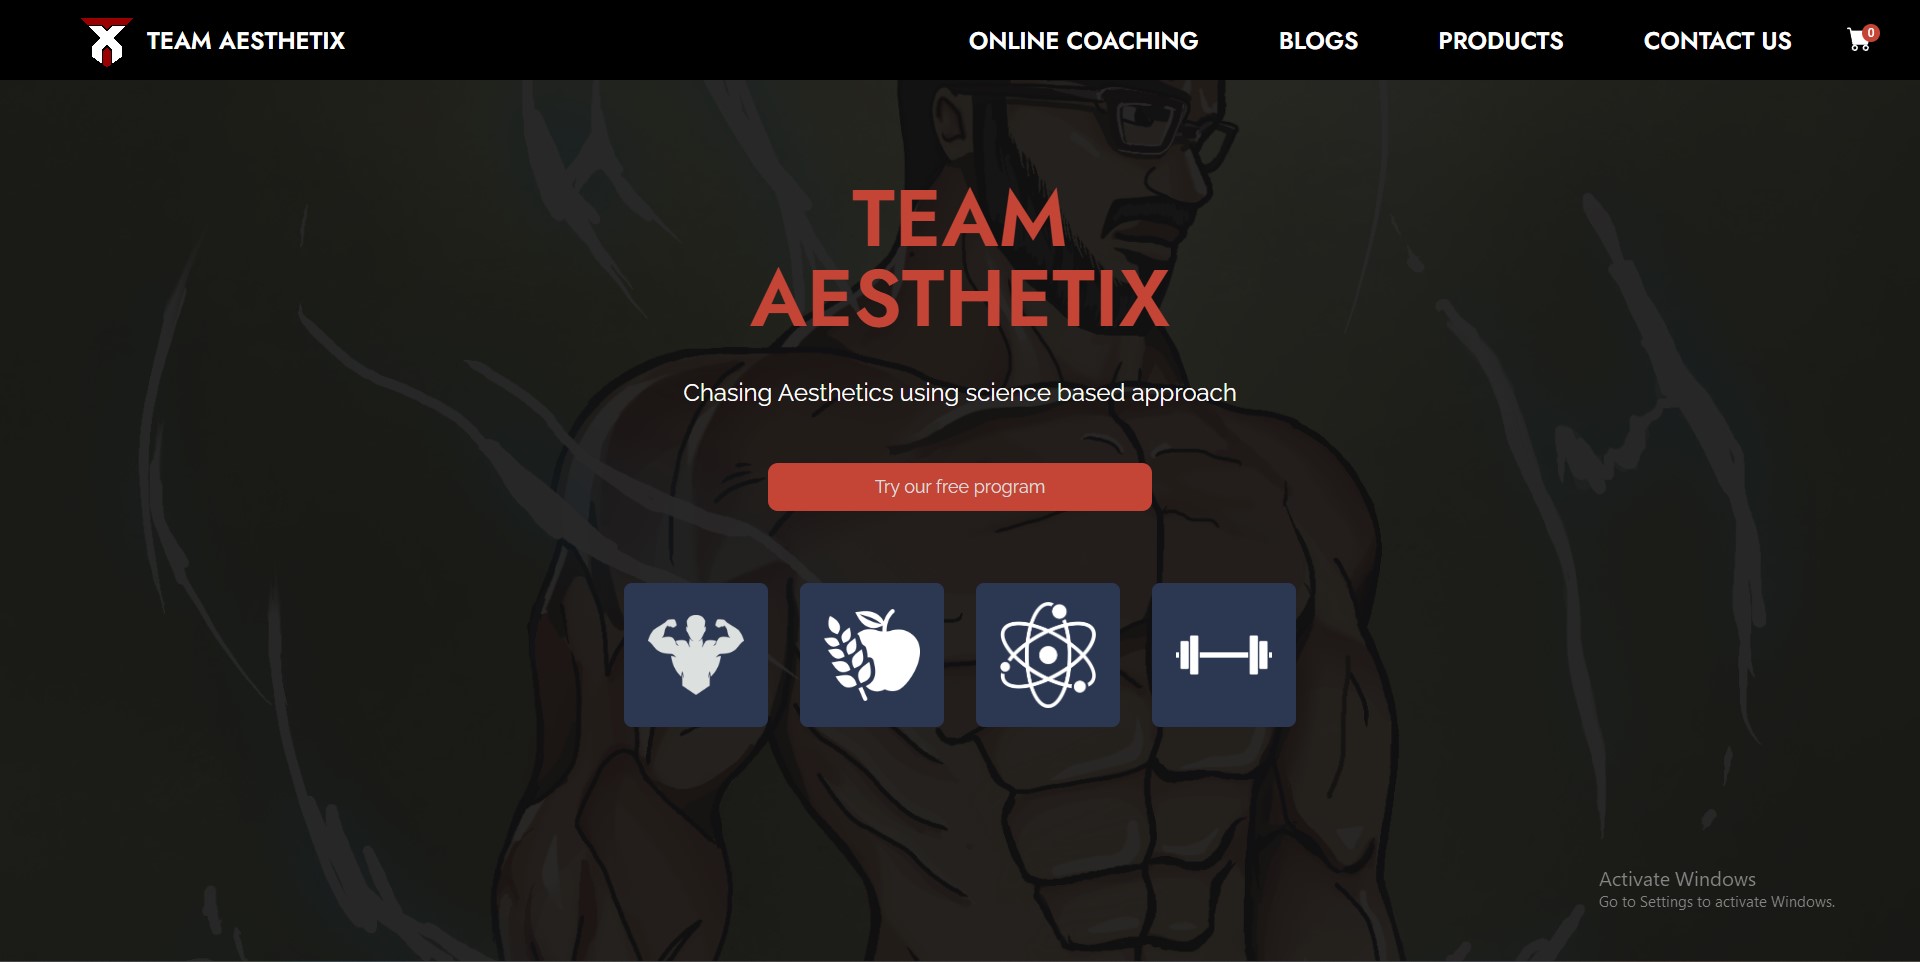 TEAM AESTHETIX
ONLINE COACHING
BLOGS
PRODUCTS
CONTACT US
0
TEAM
AESTHETIX
Chasing Aesthetics using science based approach
Try our free program
Activate Windows
Go to Settings to activate Windows.